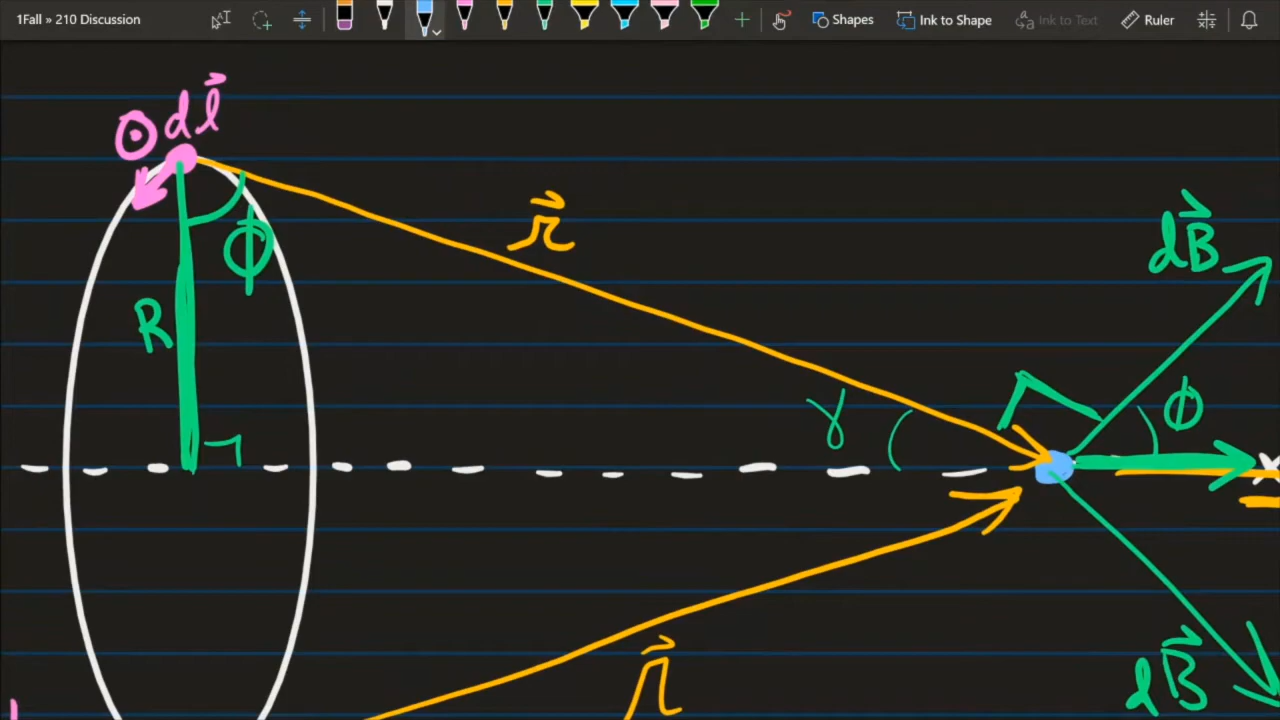 1Fall » 210 Discussion
Shapes
Ink to Shape
Ink to Text
Ruler
dl
r
dB
ϕ
R
γ
ϕ
x
r
dB